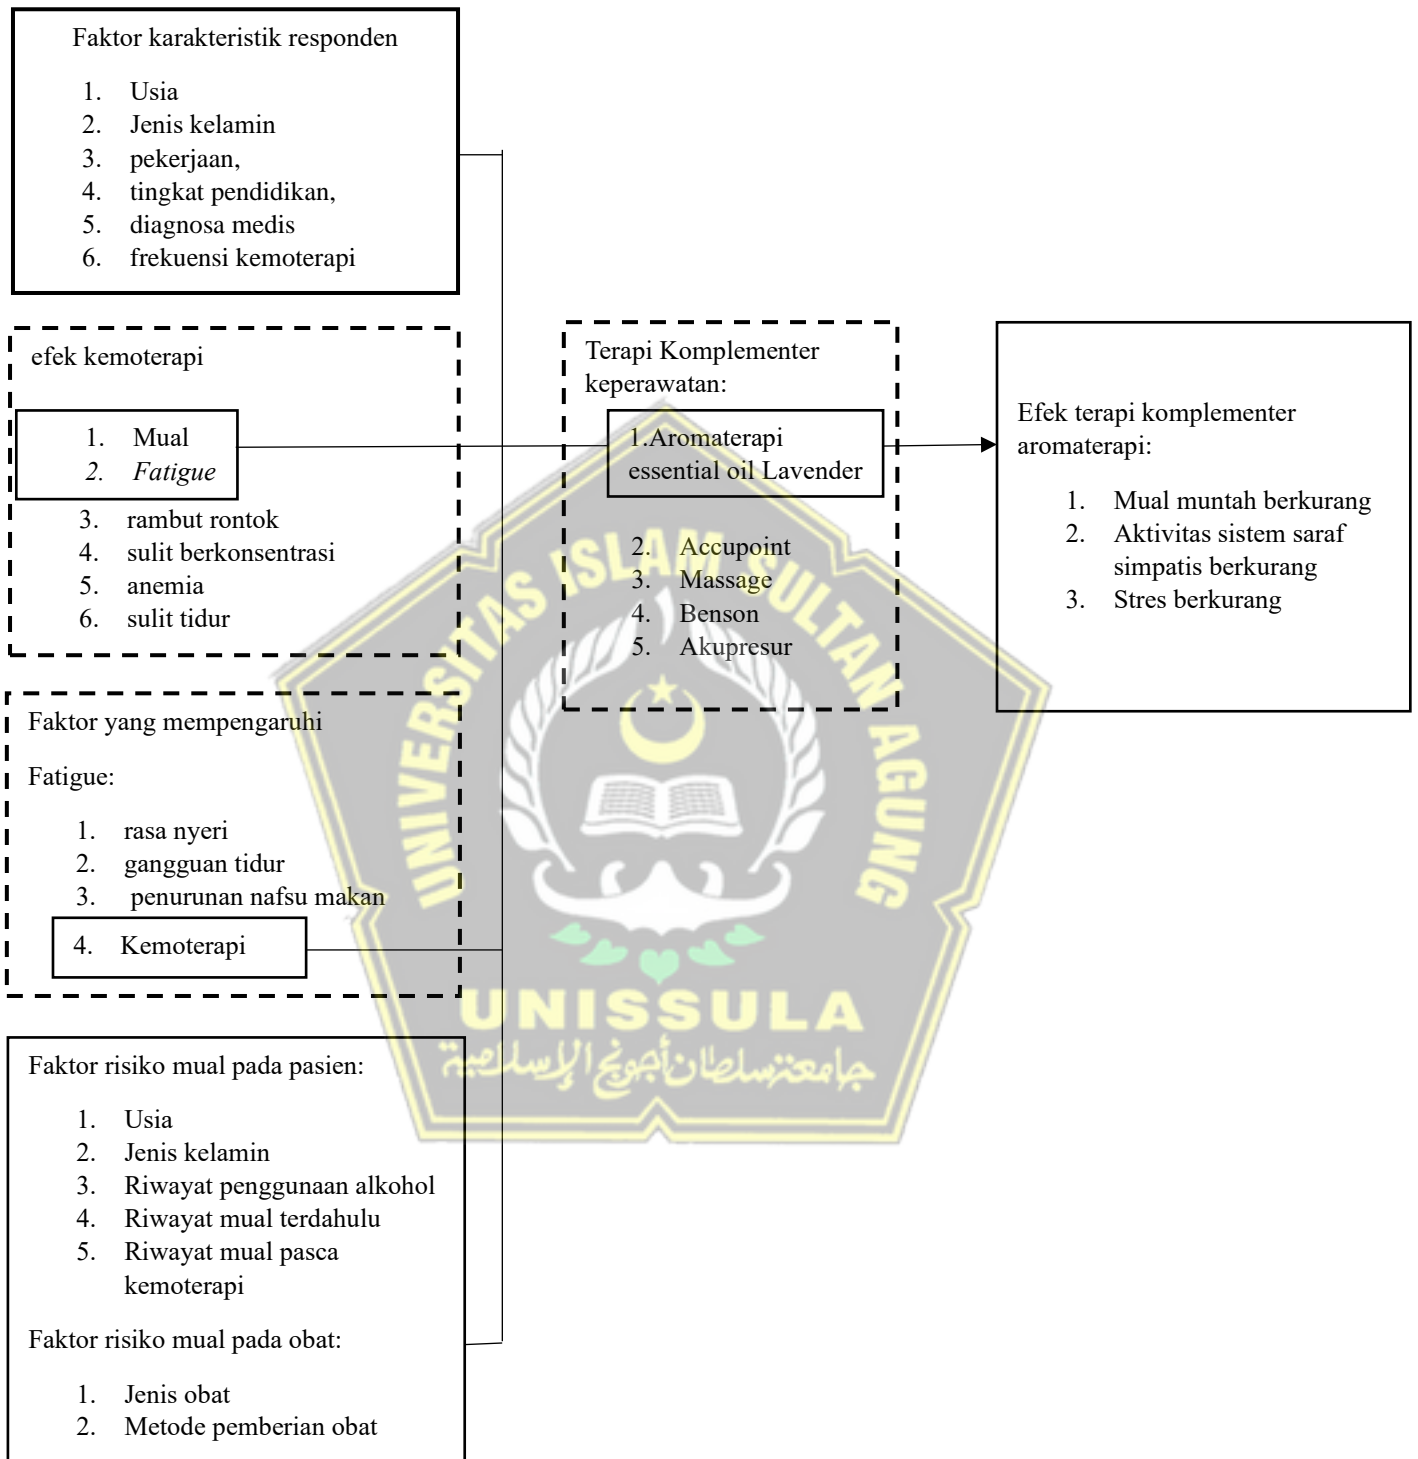 Faktor karakteristik responden
1. Usia
2. Jenis kelamin
3. pekerjaan,
4. tingkat pendidikan,
5. diagnosa medis
6. frekuensi kemoterapi
efek kemoterapi
1. Mual
2. Fatigue
3. rambut rontok
4. sulit berkonsentrasi
5. anemia
6. sulit tidur
Faktor yang mempengaruhi
Fatigue:
1. rasa nyeri
2. gangguan tidur
3. penurunan nafsu makan
4. Kemoterapi
Faktor risiko mual pada pasien:
1. Usia
2. Jenis kelamin
3. Riwayat penggunaan alkohol
4. Riwayat mual terdahulu
5. Riwayat mual pasca
kemoterapi
Faktor risiko mual pada obat:
1. Jenis obat
2. Metode pemberian obat
Terapi Komplementer
keperawatan:
1.Aromaterapi
essential oil Lavender
2. Accupoint
3. Massage
4. Benson
5. Akupresur
Efek terapi komplementer
aromaterapi:
1. Mual muntah berkurang
2. Aktivitas sistem saraf
simpatis berkurang
3. Stres berkurang
UNIVERSITAS ISLAM SULTAN AGUNG
UNISSULA
جامعتنسلطان أجونج الإسلامية